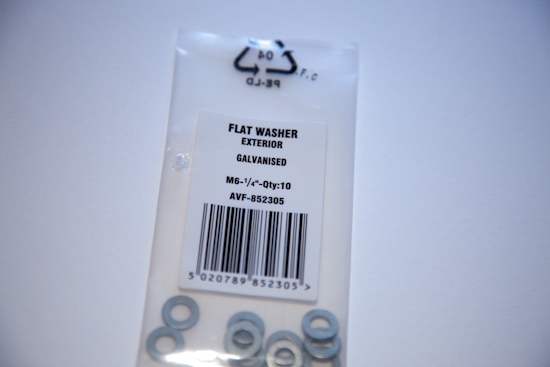 04
PE-LD
FLAT WASHER
EXTERIOR
GALVANISED
M6-¼"-Qty:10
AVF-852305
5 020789 852305 >